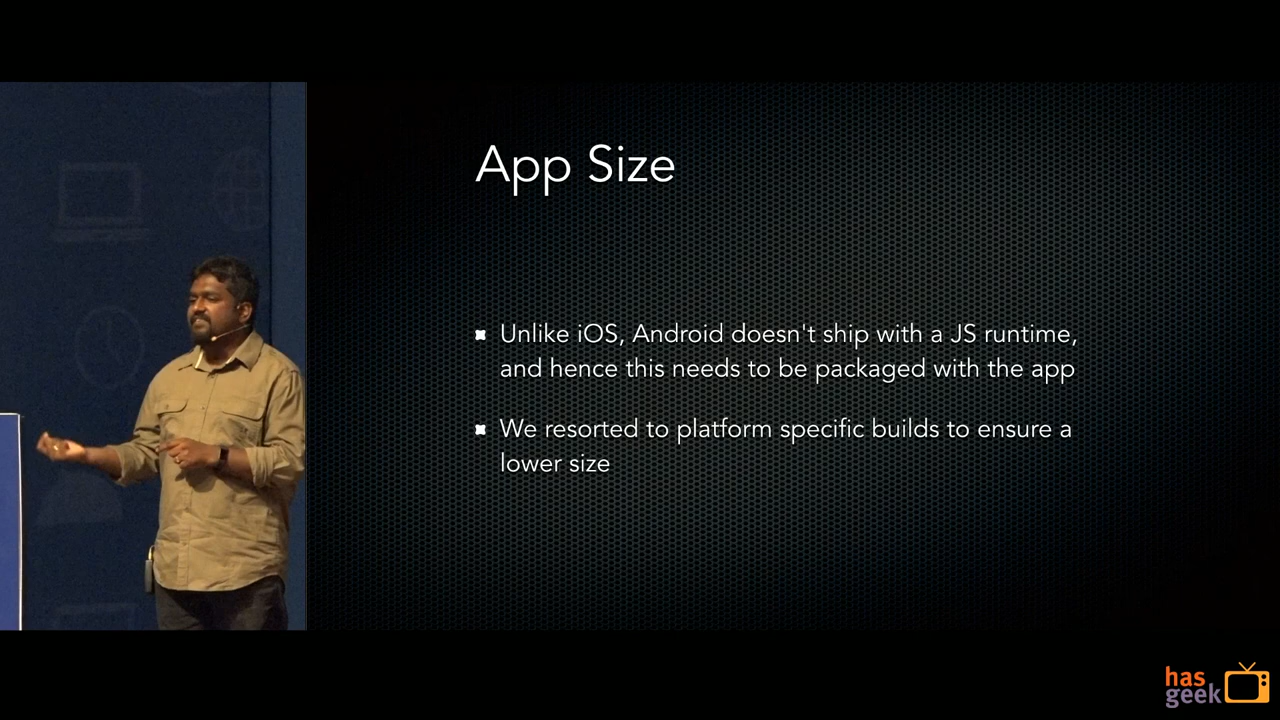 App Size
Unlike iOS, Android doesn't ship with a JS runtime,
and hence this needs to be packaged with the app
We resorted to platform specific builds to ensure a
lower size
has
geek